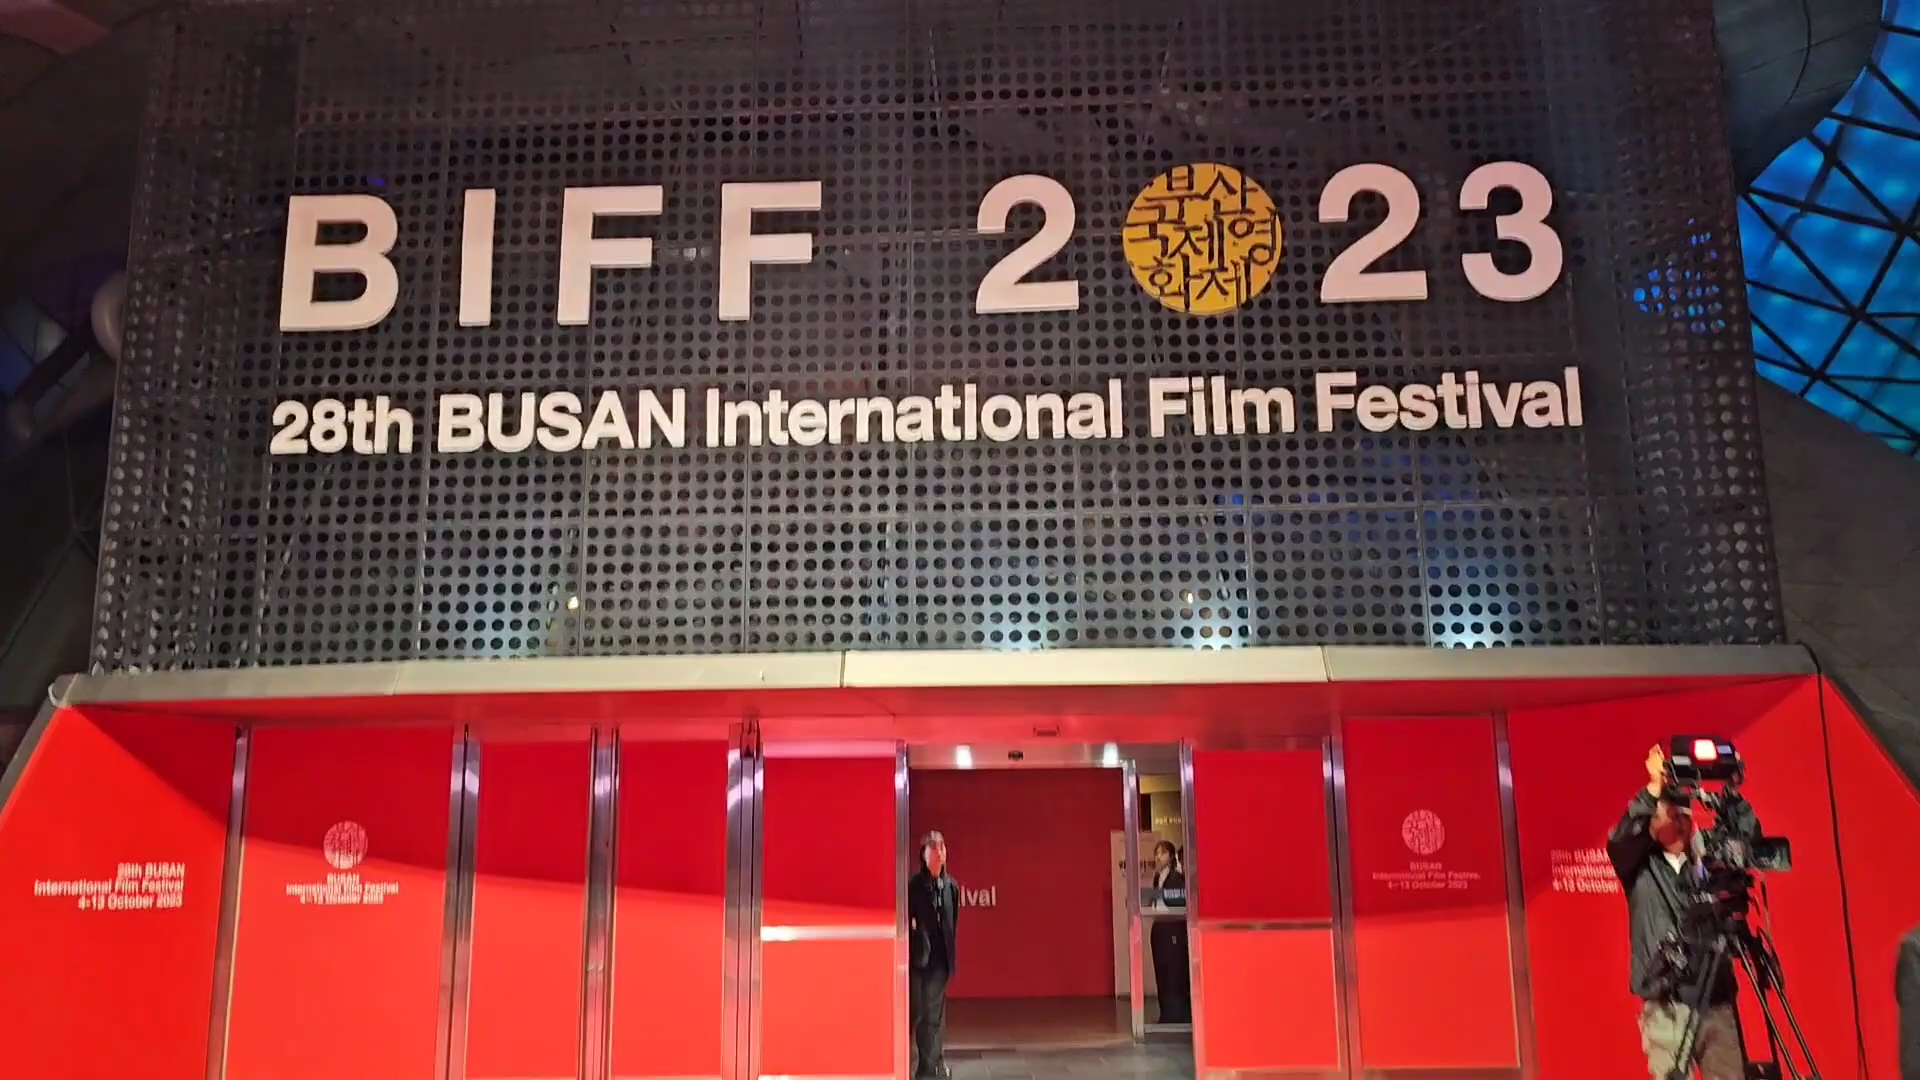 BIFF 2023
부산
국제영
화제
28th BUSAN International Film Festival
28th BUSAN
International Film Festival
4-13 October 2023
BUSAN
International Film Festival
4-13 October 2023
ival
BUSAN
International Film Festival
4-13 October 2023
28th BUSAN
International
4-13 October